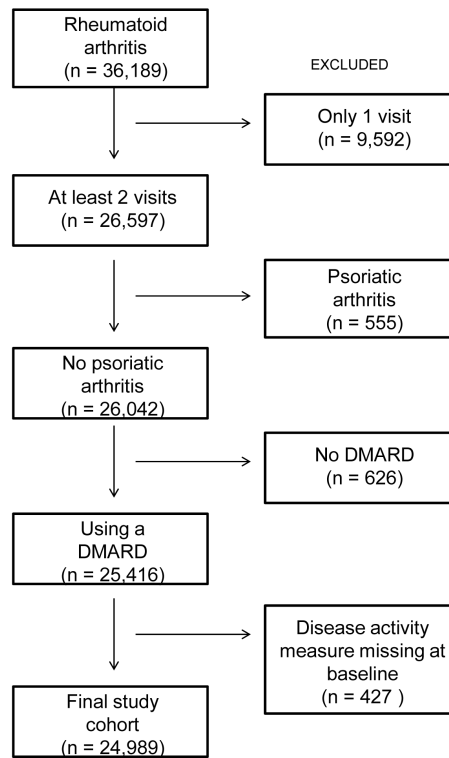 Rheumatoid
arthritis
(n = 36,189)
EXCLUDED
Only 1 visit
(n = 9,592)
At least 2 visits
(n = 26,597)
Psoriatic
arthritis
(n = 555)
No psoriatic
arthritis
(n = 26,042)
No DMARD
(n = 626)
Using a
DMARD
(n = 25,416)
Disease activity
measure missing at
baseline
(n = 427 )
Final study
cohort
(n = 24,989)